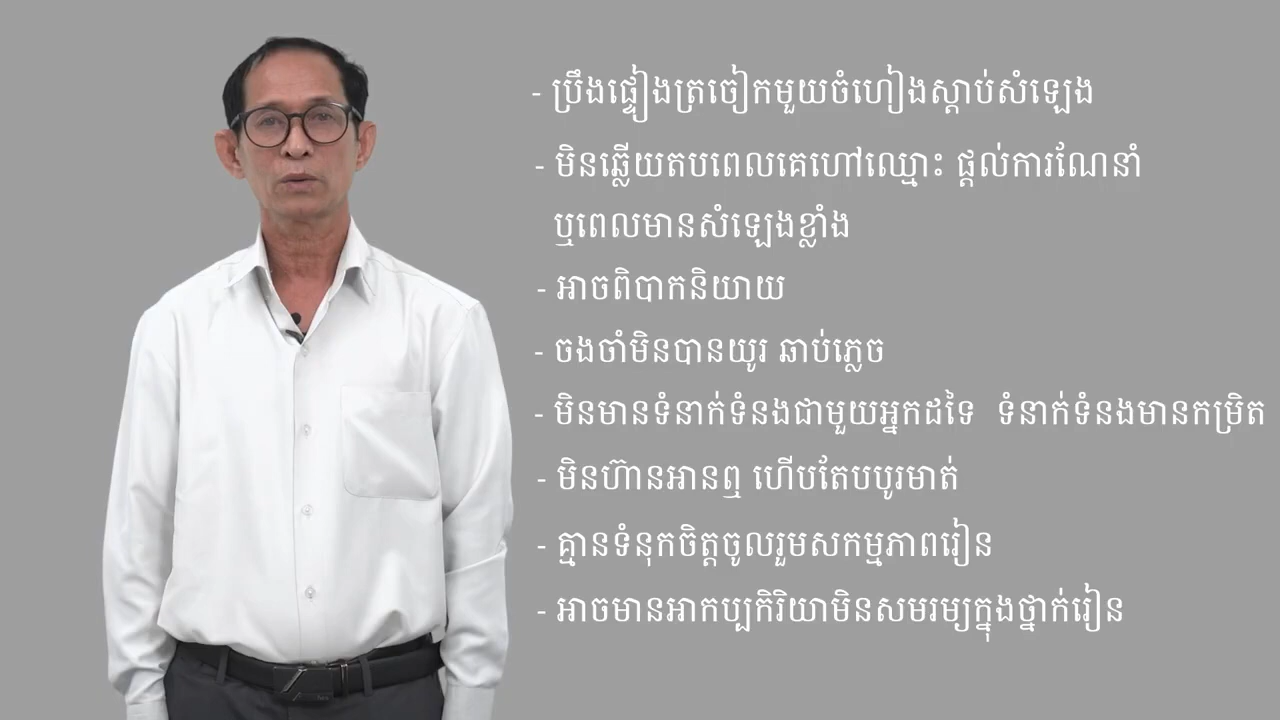 - ប្រឹងផ្ទៀងត្រចៀកមួយចំហៀងស្តាប់សំឡេង
- មិនឆ្លើយតបពេលគេហៅឈ្មោះ ផ្តល់ការណែនាំ
ឬពេលមានសំឡេងខ្លាំង
- អាចពិបាកនិយាយ
- ចងចាំមិនបានយូរ ឆាប់ភ្លេច
- មិនមានទំនាក់ទំនងជាមួយអ្នកដទៃ ទំនាក់ទំនងមានកម្រិត
- មិនហ៊ានអានឮ ហើបតែបបូរមាត់
- គ្មានទំនុកចិត្តចូលរួមសកម្មភាពរៀន
- អាចមានអាកប្បកិរិយាមិនសមរម្យក្នុងថ្នាក់រៀន